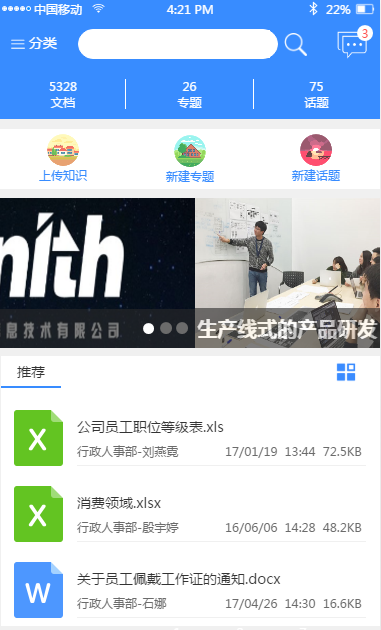 中国移动 4:21 PM 22%
分类 3
5328 26 75
文档 专题 话题
上传知识 新建专题 新建话题
nith
息技术有限公司
生产线式的产品研发
推荐
X
公司员工职位等级表.xls
行政人事部-刘燕霓 17/01/19 13:44 72.5KB
X
消费领域.xlsx
行政人事部-殷宇婷 16/06/06 14:28 48.2KB
W
关于员工佩戴工作证的通知.docx
行政人事部-石娜 17/04/26 14:30 16.6KB